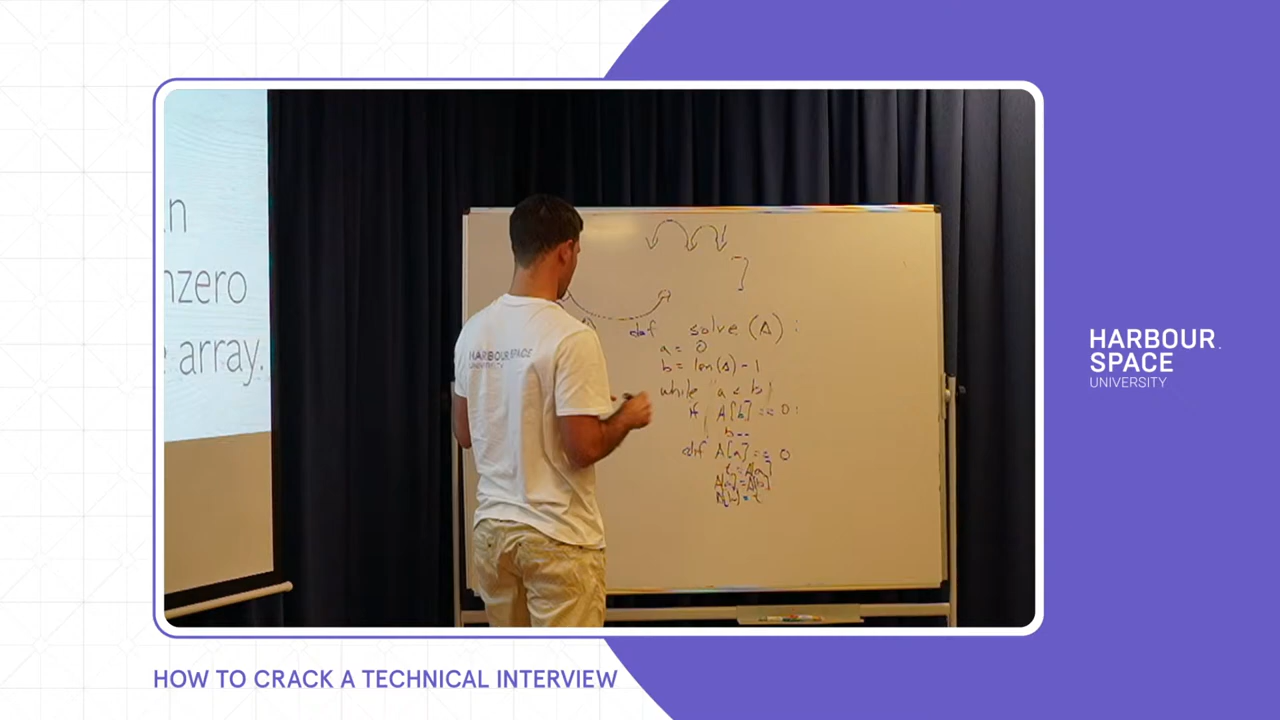 n
nzero
array.
HARBOUR.SPACE
UNIVERSITY
def solve (A) :
a = 0
b = len(A) - 1
while a < b
if A[b] == 0 :
b--
elif A[a] == 0
t = A[a]
A[a] = A[b]
A[b] = t
HARBOUR.
SPACE
UNIVERSITY
HOW TO CRACK A TECHNICAL INTERVIEW